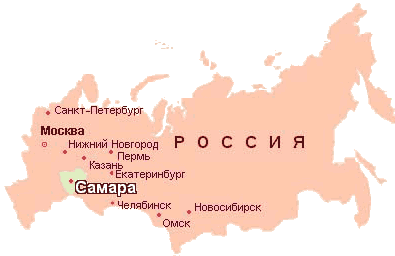 Санкт-Петербург
Москва
Нижний Новгород
РОССИЯ
Пермь
Казань
Екатеринбург
Самара
Челябинск
Новосибирск
Омск